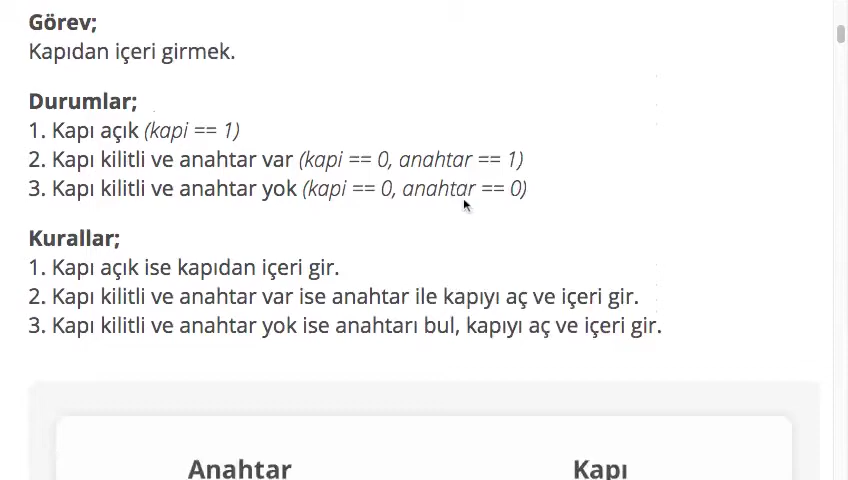 Görev;
Kapıdan içeri girmek.
Durumlar;
1. Kapı açık (kapi == 1)
2. Kapı kilitli ve anahtar var (kapi == 0, anahtar == 1)
3. Kapı kilitli ve anahtar yok (kapi == 0, anahtar == 0)
Kurallar;
1. Kapı açık ise kapıdan içeri gir.
2. Kapı kilitli ve anahtar var ise anahtar ile kapıyı aç ve içeri gir.
3. Kapı kilitli ve anahtar yok ise anahtarı bul, kapıyı aç ve içeri gir.
Anahtar Kapı